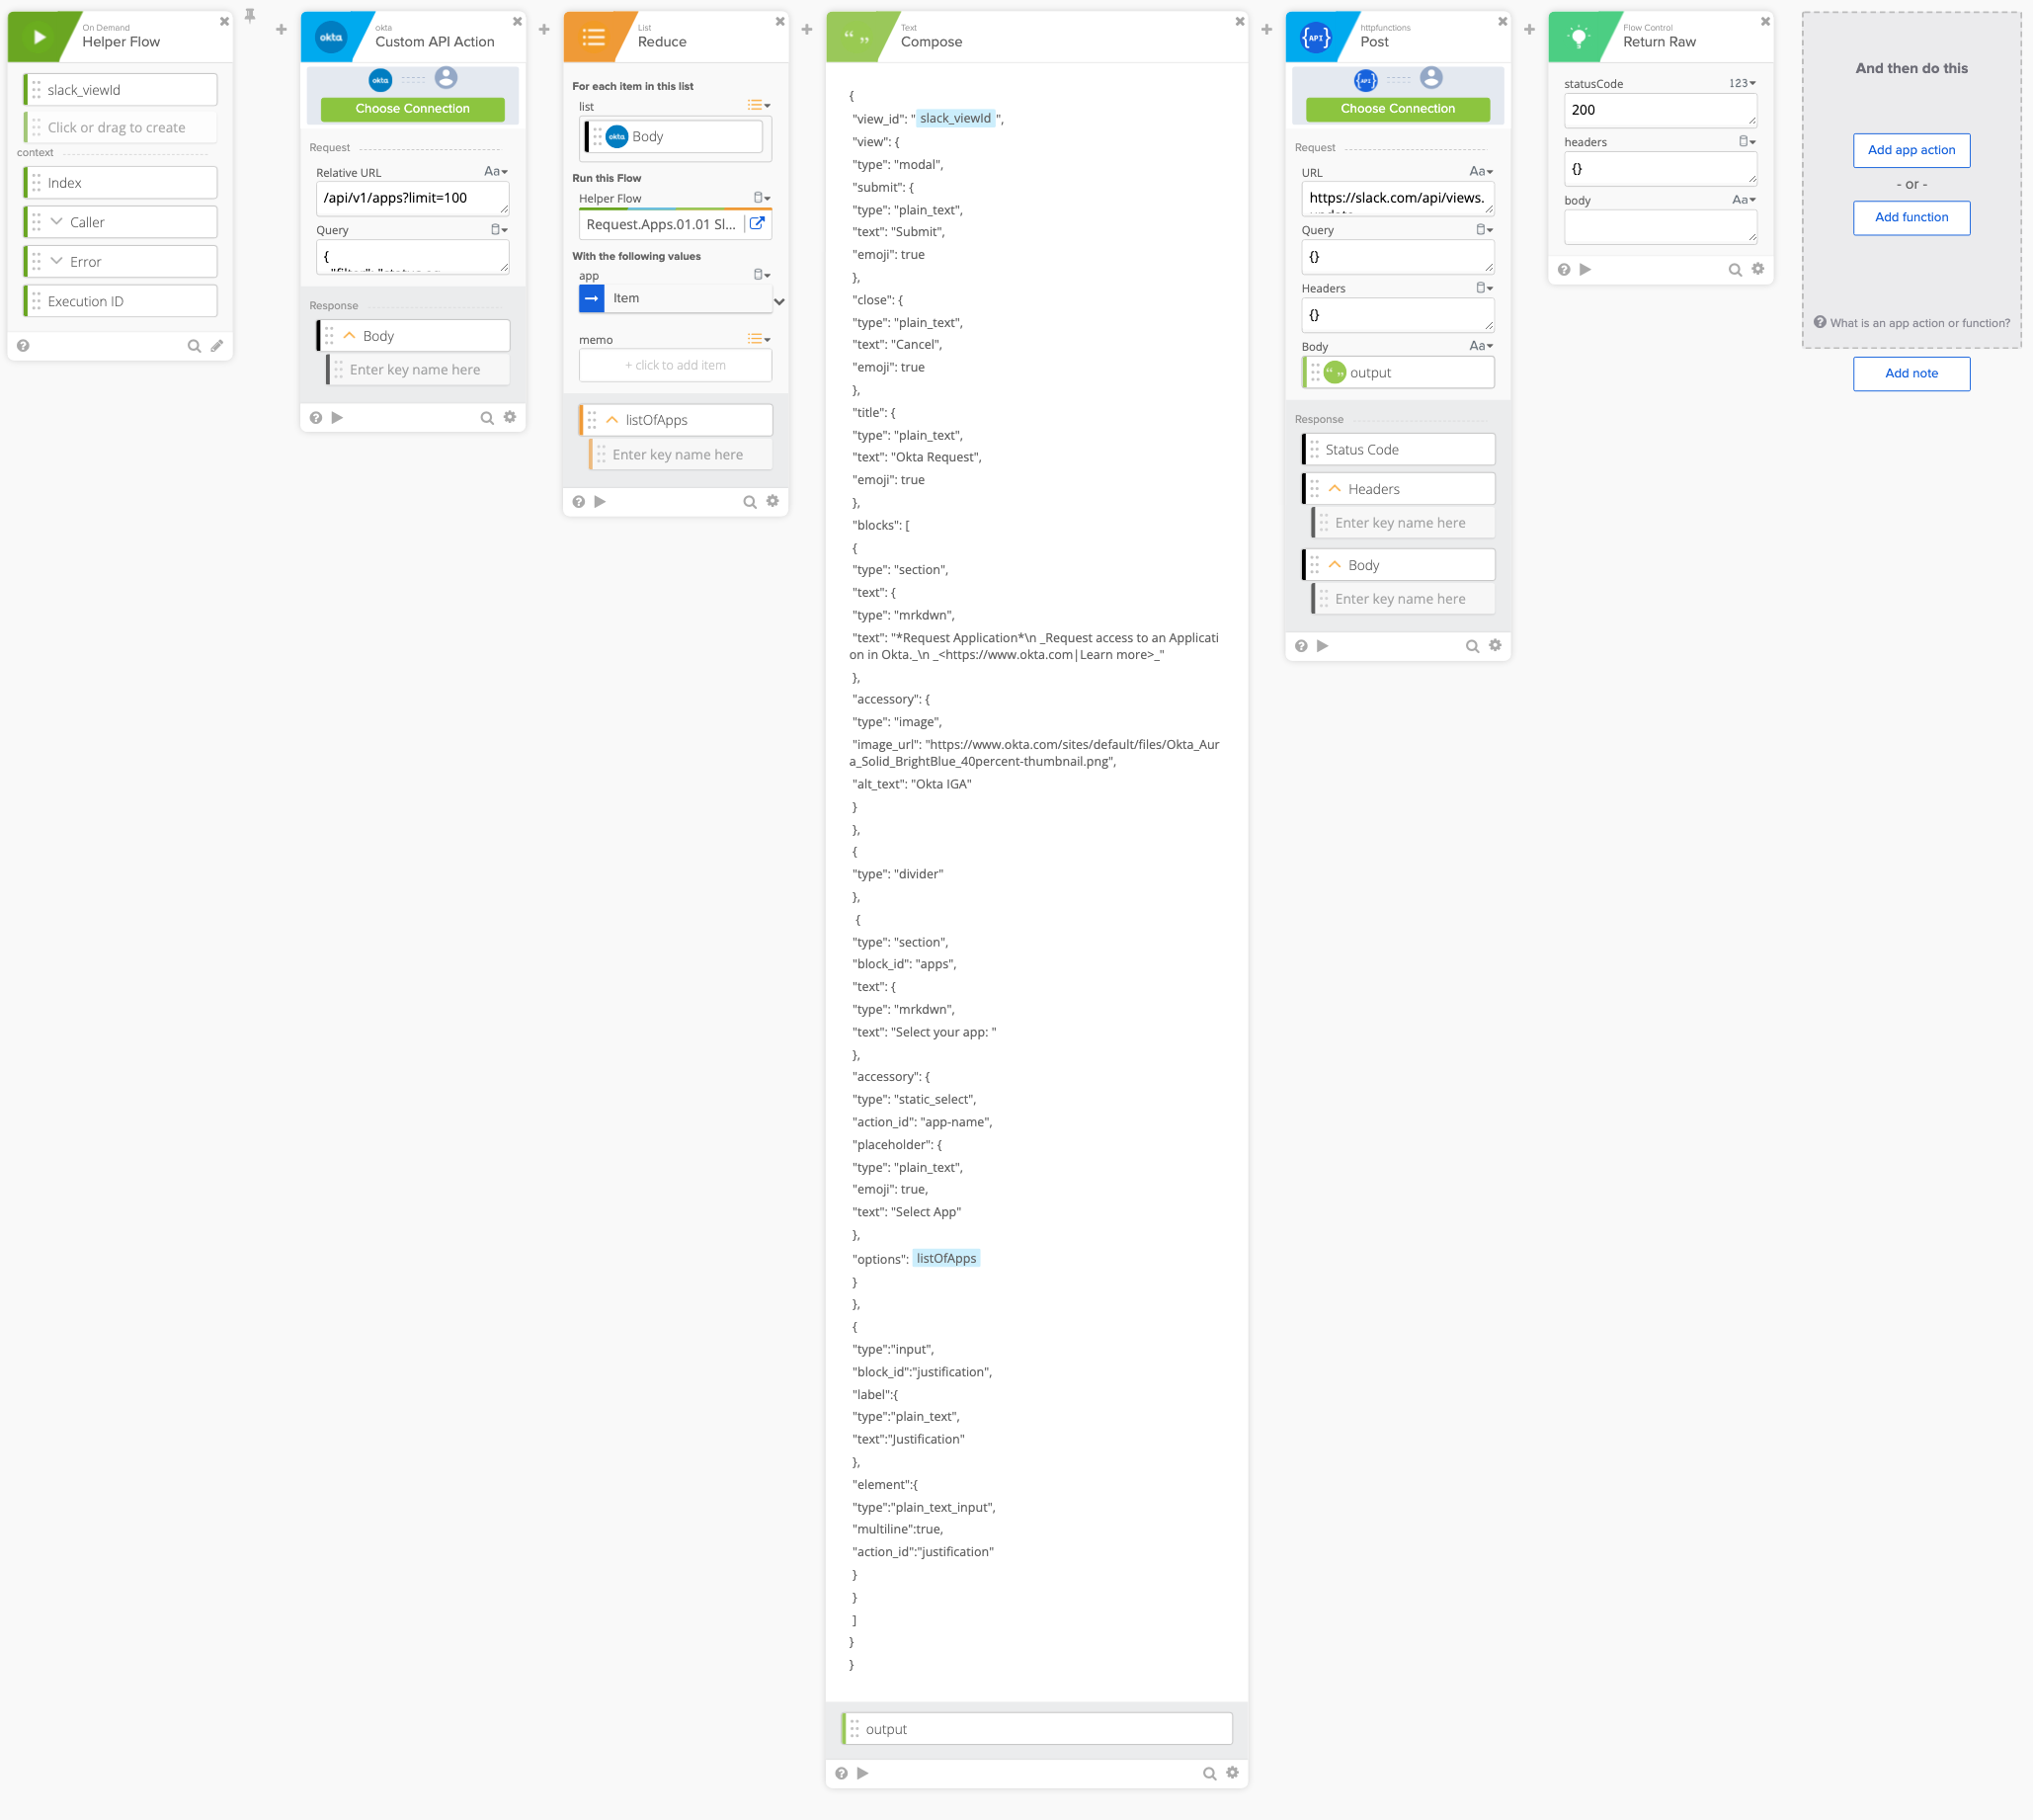 On Demand
Helper Flow
slack_viewId
Click or drag to create
context
Index
Caller
Error
Execution ID
okta
okta
Custom API Action
okta
Choose Connection
Request
Relative URL
Aa
/api/v1/apps?limit=100
Query
{
Response
Body
Enter key name here
List
Reduce
For each item in this list
list
okta
Body
Run this Flow
Helper Flow
Request.Apps.01.01 Sl...
With the following values
app
Item
memo
+ click to add item
listOfApps
Enter key name here
Text
Compose
{
"view_id": " slack_viewId ",
"view": {
"type": "modal",
"submit": {
"type": "plain_text",
"text": "Submit",
"emoji": true
},
"close": {
"type": "plain_text",
"text": "Cancel",
"emoji": true
},
"title": {
"type": "plain_text",
"text": "Okta Request",
"emoji": true
},
"blocks": [
{
"type": "section",
"text": {
"type": "mrkdwn",
"text": "*Request Application*\n _Request access to an Applicati
on in Okta._\n _<https://www.okta.com|Learn more>_"
},
"accessory": {
"type": "image",
"image_url": "https://www.okta.com/sites/default/files/Okta_Aur
a_Solid_BrightBlue_40percent-thumbnail.png",
"alt_text": "Okta IGA"
}
},
{
"type": "divider"
},
{
"type": "section",
"block_id": "apps",
"text": {
"type": "mrkdwn",
"text": "Select your app: "
},
"accessory": {
"type": "static_select",
"action_id": "app-name",
"placeholder": {
"type": "plain_text",
"emoji": true,
"text": "Select App"
},
"options": listOfApps
}
},
{
"type":"input",
"block_id":"justification",
"label":{
"type":"plain_text",
"text":"Justification"
},
"element":{
"type":"plain_text_input",
"multiline":true,
"action_id":"justification"
}
}
]
}
}
output
{API}
httpfunctions
Post
{API}
Choose Connection
Request
URL
Aa
https://slack.com/api/views.
Query
{}
Headers
{}
Body
Aa
output
Response
Status Code
Headers
Enter key name here
Body
Enter key name here
Flow Control
Return Raw
statusCode
123
200
headers
{}
body
Aa
And then do this
Add app action
- or -
Add function
What is an app action or function?
Add note